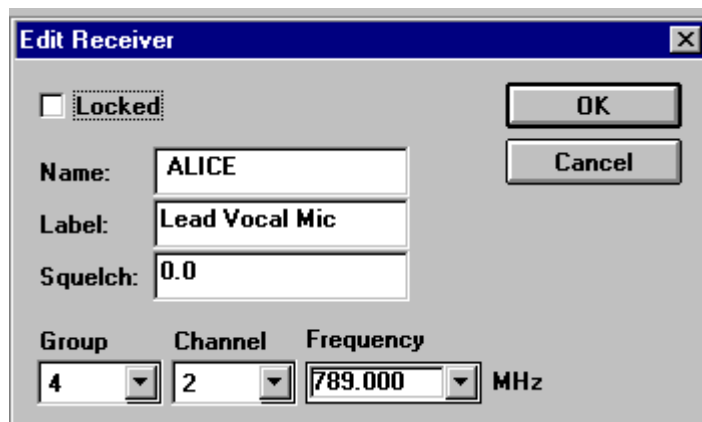 Edit Receiver
Locked
OK
Cancel
Name: ALICE
Label: Lead Vocal Mic
Squelch: 0.0
Group Channel Frequency
4 2 789.000 MHz